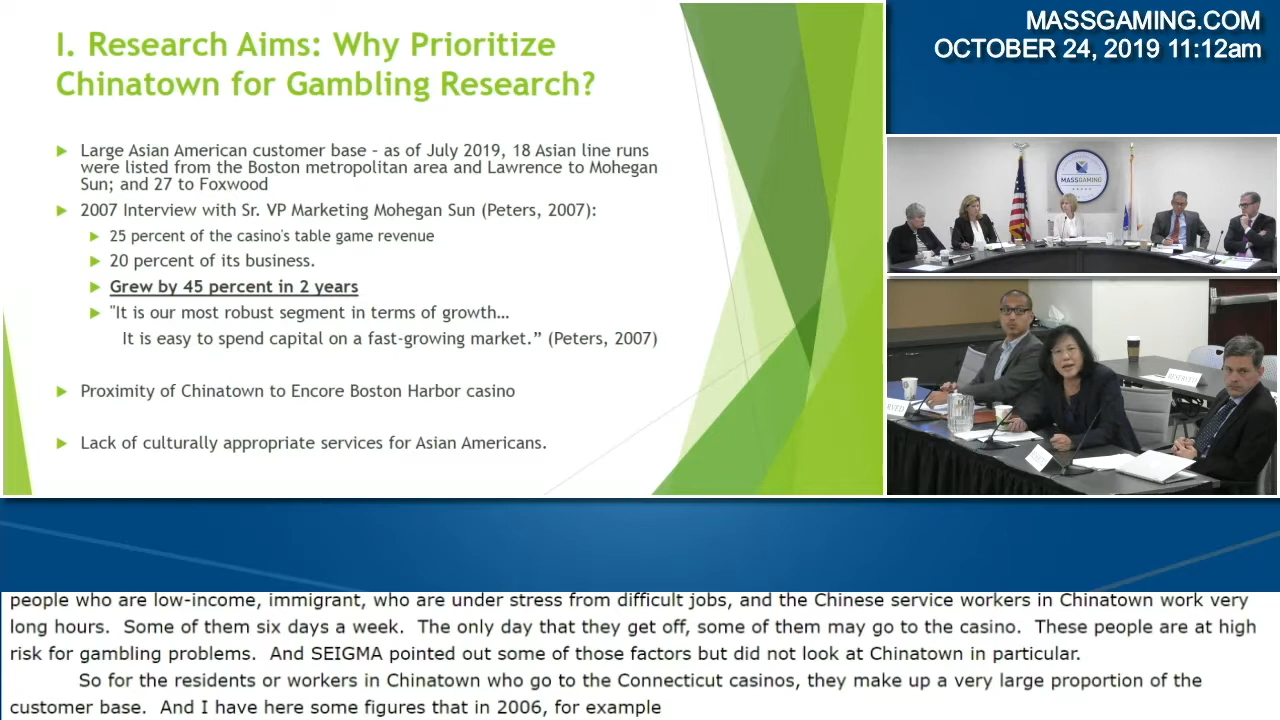 I. Research Aims: Why Prioritize
Chinatown for Gambling Research?
Large Asian American customer base – as of July 2019, 18 Asian line runs
were listed from the Boston metropolitan area and Lawrence to Mohegan
Sun; and 27 to Foxwood
2007 Interview with Sr. VP Marketing Mohegan Sun (Peters, 2007):
25 percent of the casino's table game revenue
20 percent of its business.
Grew by 45 percent in 2 years
"It is our most robust segment in terms of growth…
It is easy to spend capital on a fast-growing market.” (Peters, 2007)
Proximity of Chinatown to Encore Boston Harbor casino
Lack of culturally appropriate services for Asian Americans.
MASSGAMING.COM
OCTOBER 24, 2019 11:12am
MASSGAMING
RESERVED
people who are low-income, immigrant, who are under stress from difficult jobs, and the Chinese service workers in Chinatown work very
long hours.  Some of them six days a week.  The only day that they get off, some of them may go to the casino.  These people are at high
risk for gambling problems.  And SEIGMA pointed out some of those factors but did not look at Chinatown in particular.
So for the residents or workers in Chinatown who go to the Connecticut casinos, they make up a very large proportion of the
customer base.  And I have here some figures that in 2006, for example